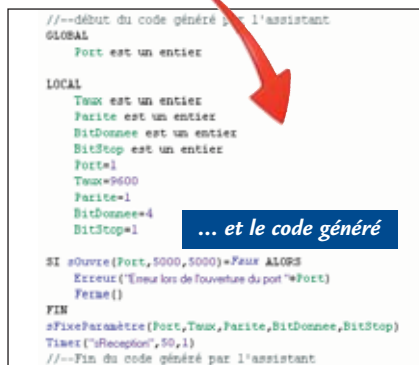 //--début du code généré par l'assistant
GLOBAL
Port est un entier
LOCAL
Taux est un entier
Parite est un entier
BitDonnee est un entier
BitStop est un entier
Port=1
Taux=9600
Parite=1
BitDonnee=4
BitStop=1
... et le code généré
SI sOuvre(Port,5000,5000)=Faux ALORS
Erreur("Erreur lors de l'ouverture du port "+Port)
Ferme()
FIN
sFixeParamètre(Port,Taux,Parite,BitDonnee,BitStop)
Timer("sReception",50,1)
//--Fin du code généré par l'assistant